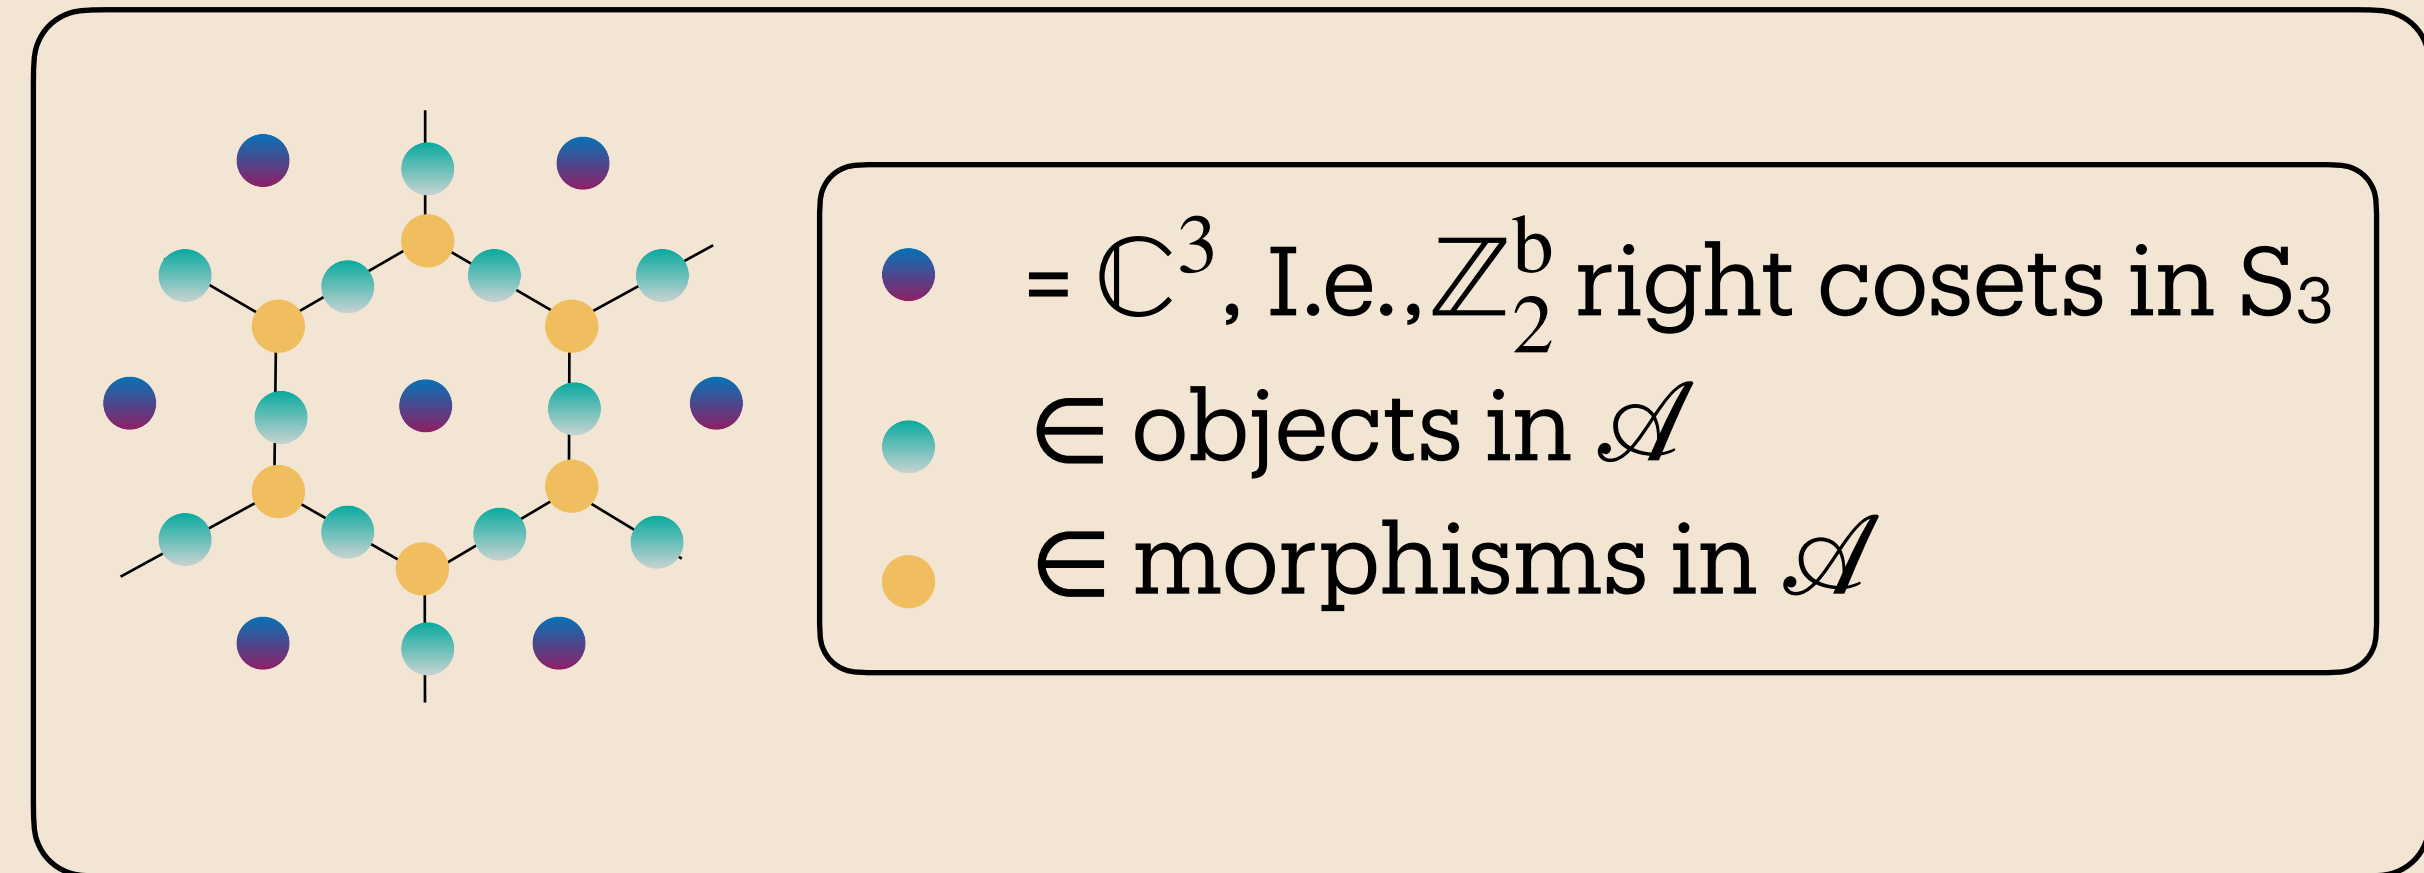 = ℂ³, I.e.,ℤ₂ᵇ right cosets in S₃
∈ objects in 𝒜
∈ morphisms in 𝒜